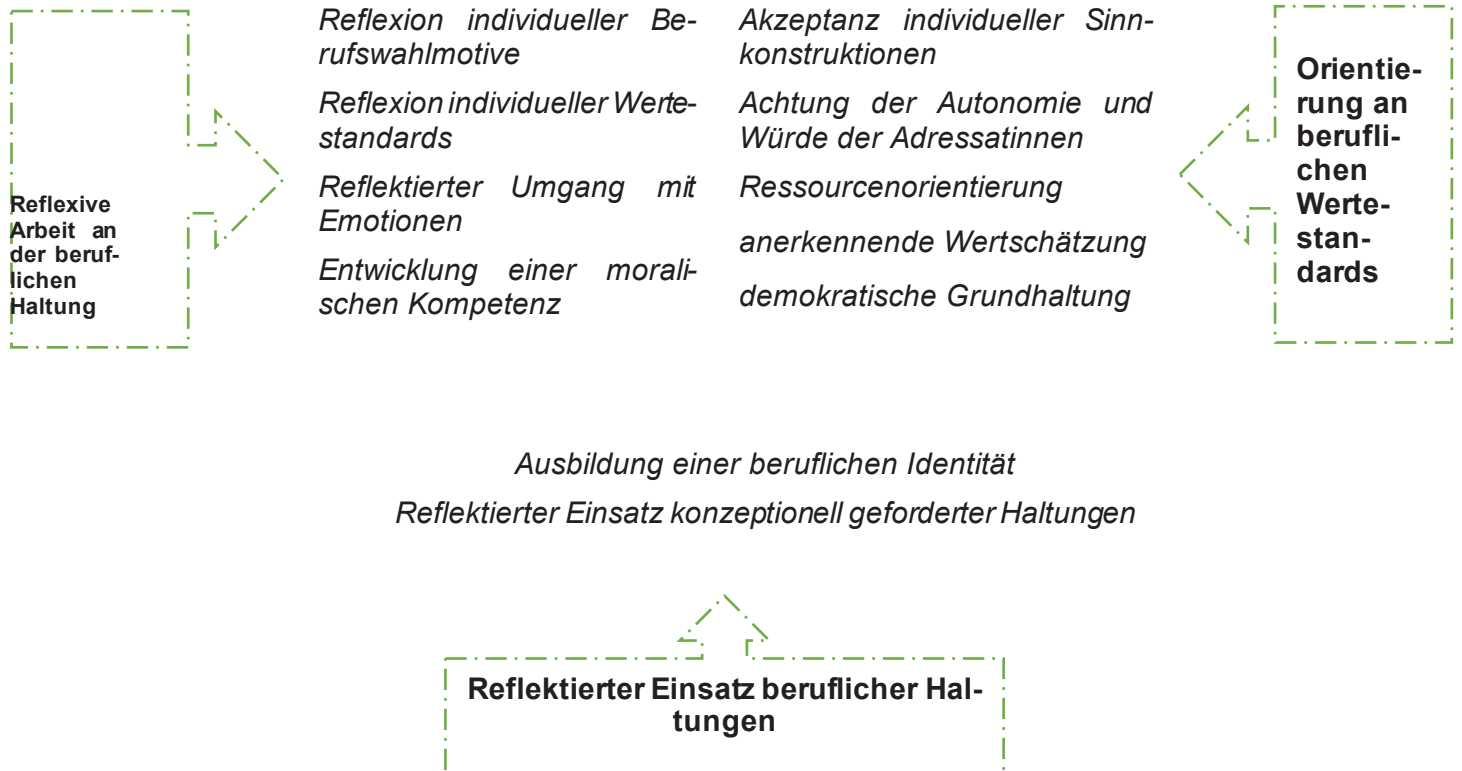 Reflexive
Arbeit an
der beruf-
lichen
Haltung
Reflexion individueller Be-
rufswahlmotive
Reflexion individueller Werte-
standards
Reflektierter Umgang mit
Emotionen
Entwicklung einer morali-
schen Kompetenz
Akzeptanz individueller Sinn-
konstruktionen
Achtung der Autonomie und
Würde der Adressatinnen
Ressourcenorientierung
anerkennende Wertschätzung
demokratische Grundhaltung
Orientie-
rung an
berufli-
chen
Werte-
stan-
dards
Ausbildung einer beruflichen Identität
Reflektierter Einsatz konzeptionell geforderter Haltungen
Reflektierter Einsatz beruflicher Hal-
tungen